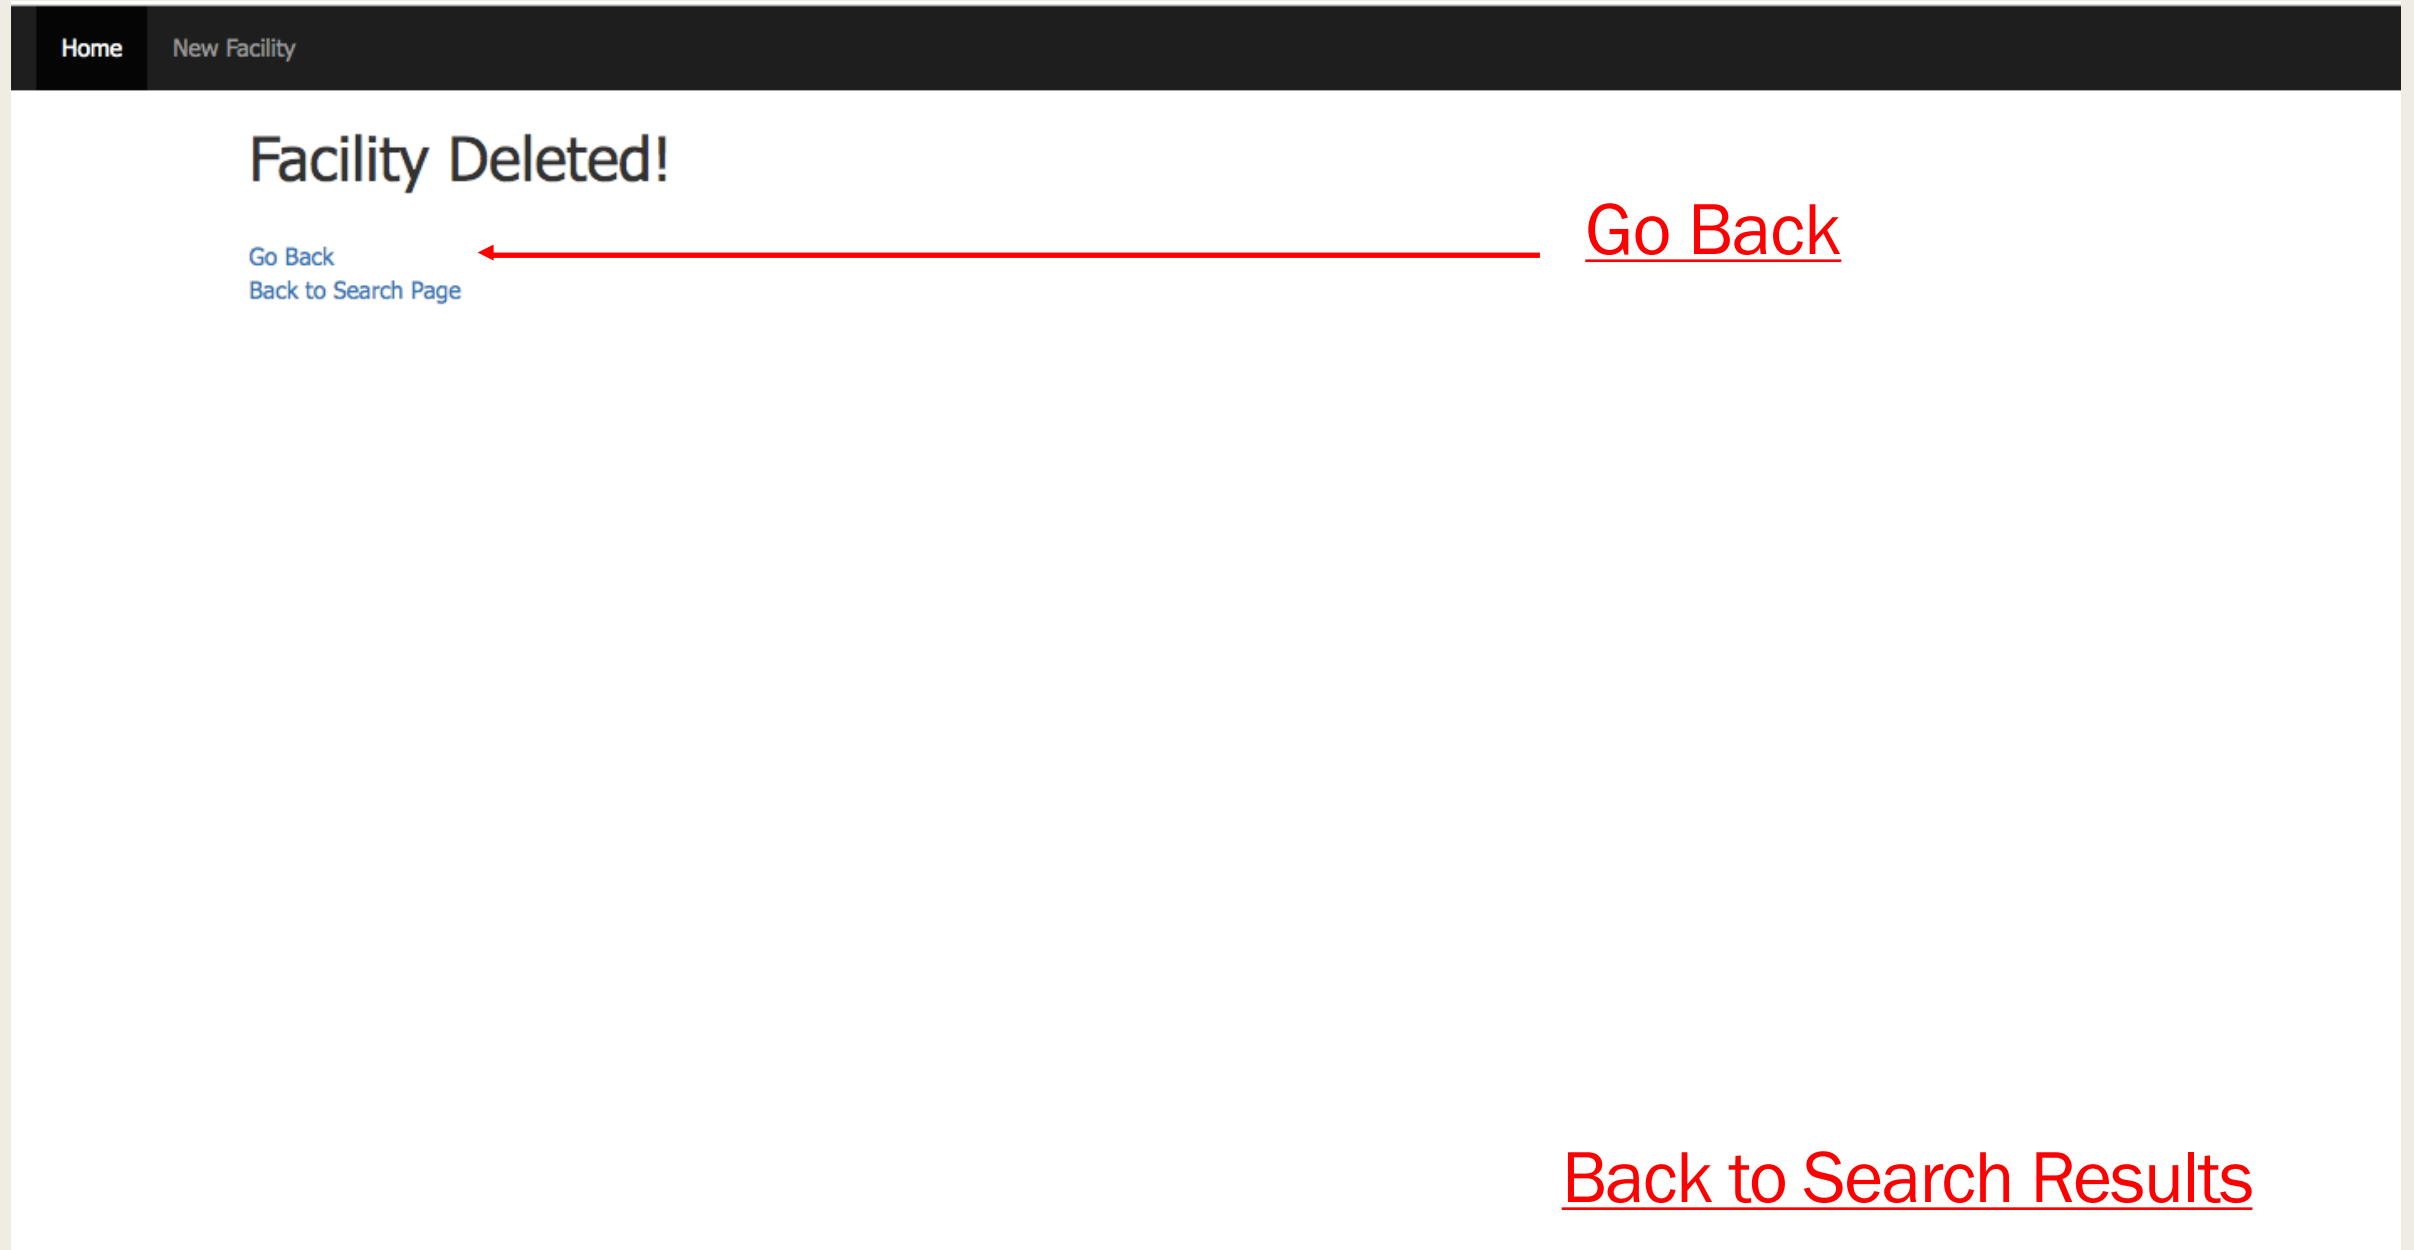 Home New Facility
Facility Deleted!
Go Back
Go Back
Back to Search Page
Back to Search Results